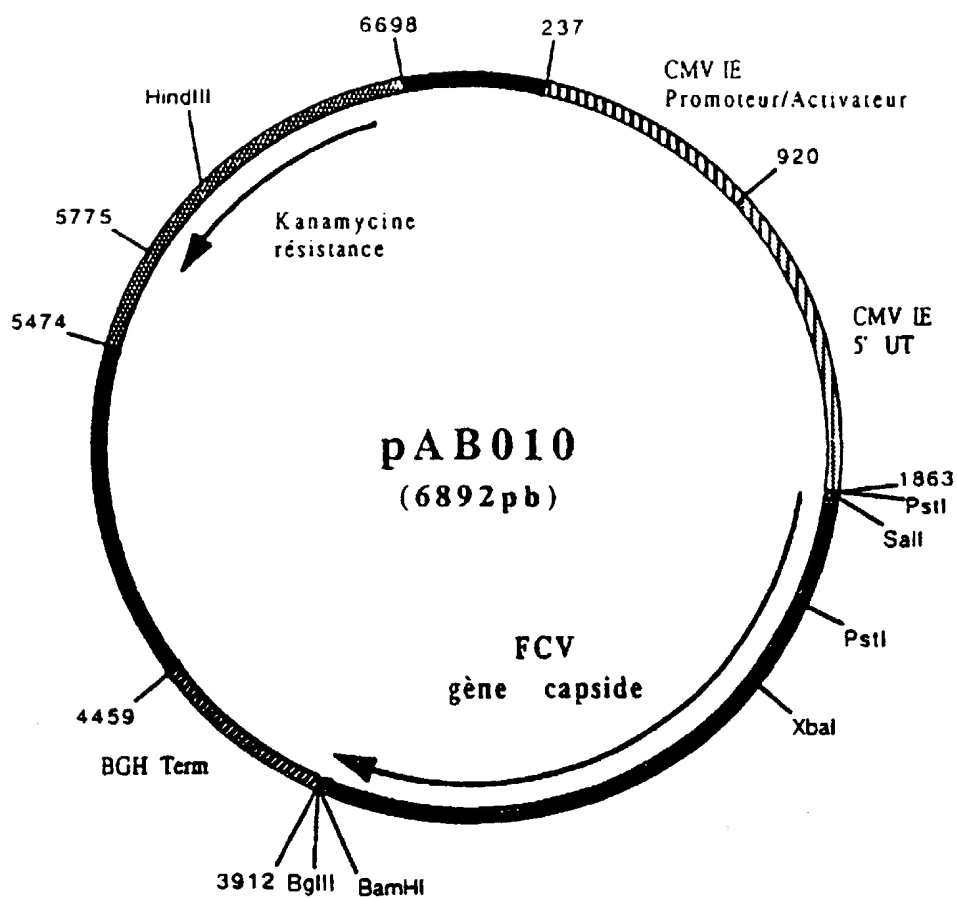 6698
237
CMV IE
Promoteur/Activateur
HindIII
920
5775
Kanamycine
résistance
5474
CMV IE
5' UT
pAB010
(6892pb)
1863
PstI
SalI
PstI
FCV
gène capside
XbaI
4459
BGH Term
3912
BglII
BamHI